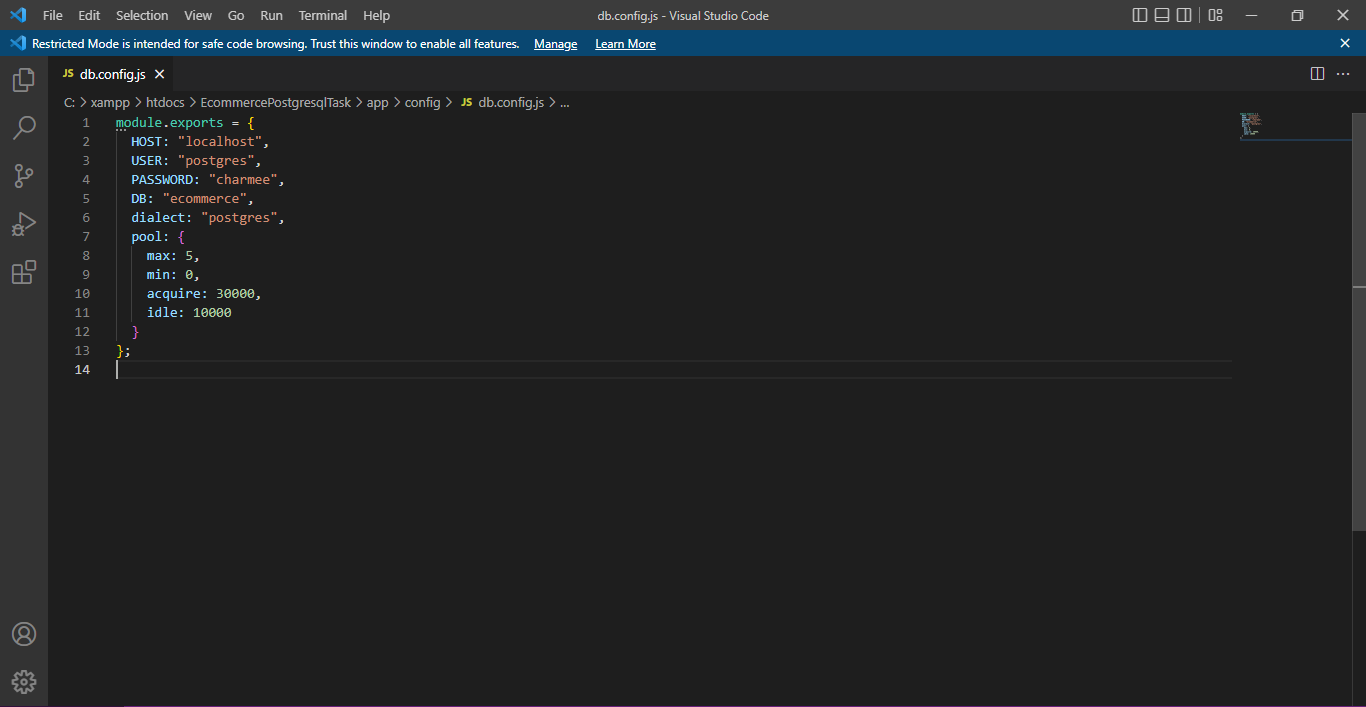 File Edit Selection View Go Run Terminal Help db.config.js - Visual Studio Code
Restricted Mode is intended for safe code browsing. Trust this window to enable all features. Manage Learn More
JS db.config.js
C: > xampp > htdocs > EcommercePostgresqlTask > app > config > JS db.config.js > ...
1 module.exports = {
2 HOST: "localhost",
3 USER: "postgres",
4 PASSWORD: "charmee",
5 DB: "ecommerce",
6 dialect: "postgres",
7 pool: {
8 max: 5,
9 min: 0,
10 acquire: 30000,
11 idle: 10000
12 }
13 };
14